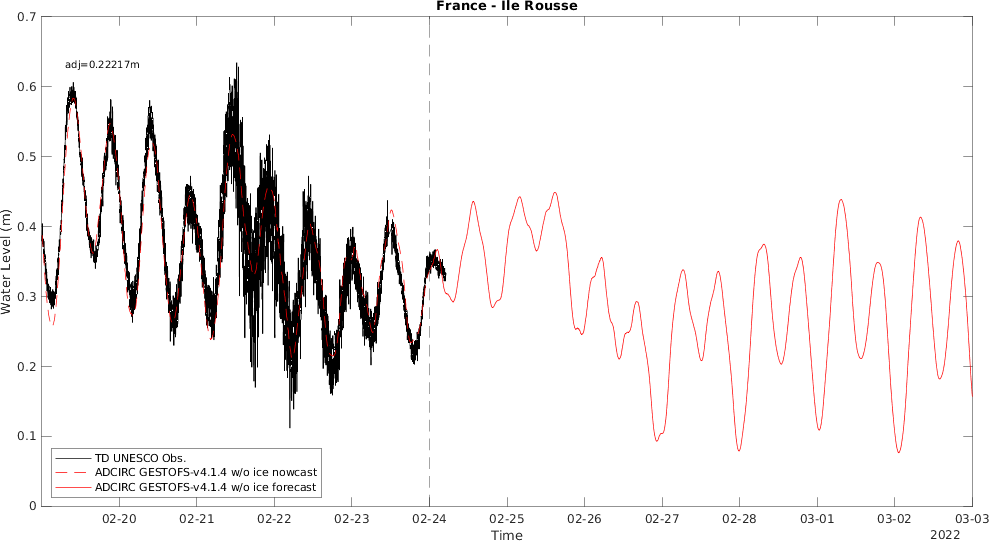 France - Ile Rousse
adj=0.22217m
Water Level (m)
0.7
0.6
0.5
0.4
0.3
0.2
0.1
0
TD UNESCO Obs.
ADCIRC GESTOFS-v4.1.4 w/o ice nowcast
ADCIRC GESTOFS-v4.1.4 w/o ice forecast
02-20 02-21 02-22 02-23 02-24 02-25 02-26 02-27 02-28 03-01 03-02 03-03
Time
2022